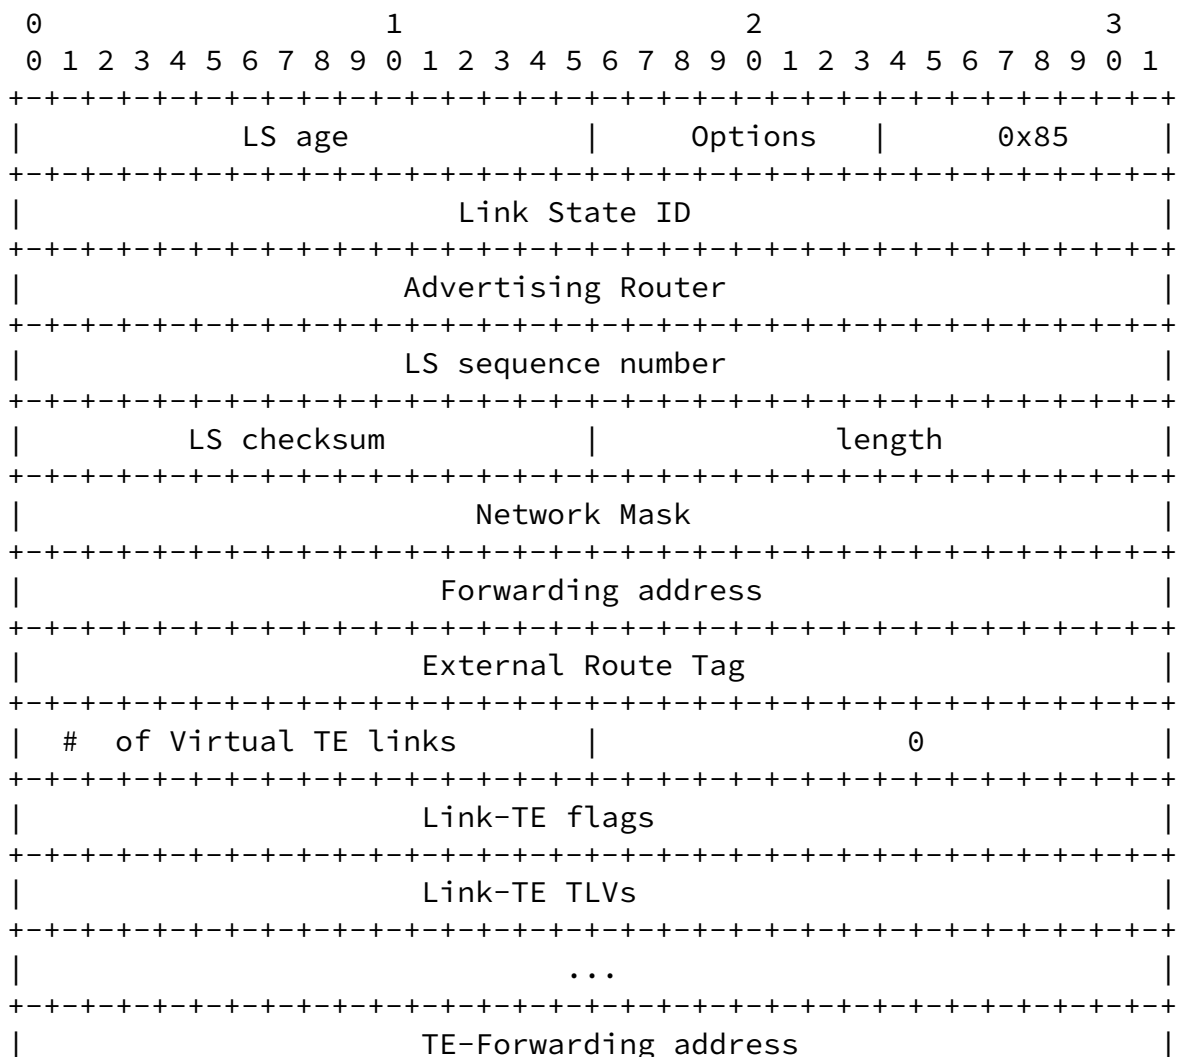 0                   1                   2                   3
 0 1 2 3 4 5 6 7 8 9 0 1 2 3 4 5 6 7 8 9 0 1 2 3 4 5 6 7 8 9 0 1
+-+-+-+-+-+-+-+-+-+-+-+-+-+-+-+-+-+-+-+-+-+-+-+-+-+-+-+-+-+-+-+-+
|            LS age             |     Options   |      0x85     |
+-+-+-+-+-+-+-+-+-+-+-+-+-+-+-+-+-+-+-+-+-+-+-+-+-+-+-+-+-+-+-+-+
|                        Link State ID                          |
+-+-+-+-+-+-+-+-+-+-+-+-+-+-+-+-+-+-+-+-+-+-+-+-+-+-+-+-+-+-+-+-+
|                     Advertising Router                        |
+-+-+-+-+-+-+-+-+-+-+-+-+-+-+-+-+-+-+-+-+-+-+-+-+-+-+-+-+-+-+-+-+
|                     LS sequence number                        |
+-+-+-+-+-+-+-+-+-+-+-+-+-+-+-+-+-+-+-+-+-+-+-+-+-+-+-+-+-+-+-+-+
|         LS checksum           |             length            |
+-+-+-+-+-+-+-+-+-+-+-+-+-+-+-+-+-+-+-+-+-+-+-+-+-+-+-+-+-+-+-+-+
|                         Network Mask                          |
+-+-+-+-+-+-+-+-+-+-+-+-+-+-+-+-+-+-+-+-+-+-+-+-+-+-+-+-+-+-+-+-+
|                       Forwarding address                      |
+-+-+-+-+-+-+-+-+-+-+-+-+-+-+-+-+-+-+-+-+-+-+-+-+-+-+-+-+-+-+-+-+
|                      External Route Tag                       |
+-+-+-+-+-+-+-+-+-+-+-+-+-+-+-+-+-+-+-+-+-+-+-+-+-+-+-+-+-+-+-+-+
|  #  of Virtual TE links       |                 0             |
+-+-+-+-+-+-+-+-+-+-+-+-+-+-+-+-+-+-+-+-+-+-+-+-+-+-+-+-+-+-+-+-+
|                      Link-TE flags                            |
+-+-+-+-+-+-+-+-+-+-+-+-+-+-+-+-+-+-+-+-+-+-+-+-+-+-+-+-+-+-+-+-+
|                      Link-TE TLVs                             |
+-+-+-+-+-+-+-+-+-+-+-+-+-+-+-+-+-+-+-+-+-+-+-+-+-+-+-+-+-+-+-+-+
|                              ...                              |
+-+-+-+-+-+-+-+-+-+-+-+-+-+-+-+-+-+-+-+-+-+-+-+-+-+-+-+-+-+-+-+-+
|                      TE-Forwarding address                    |